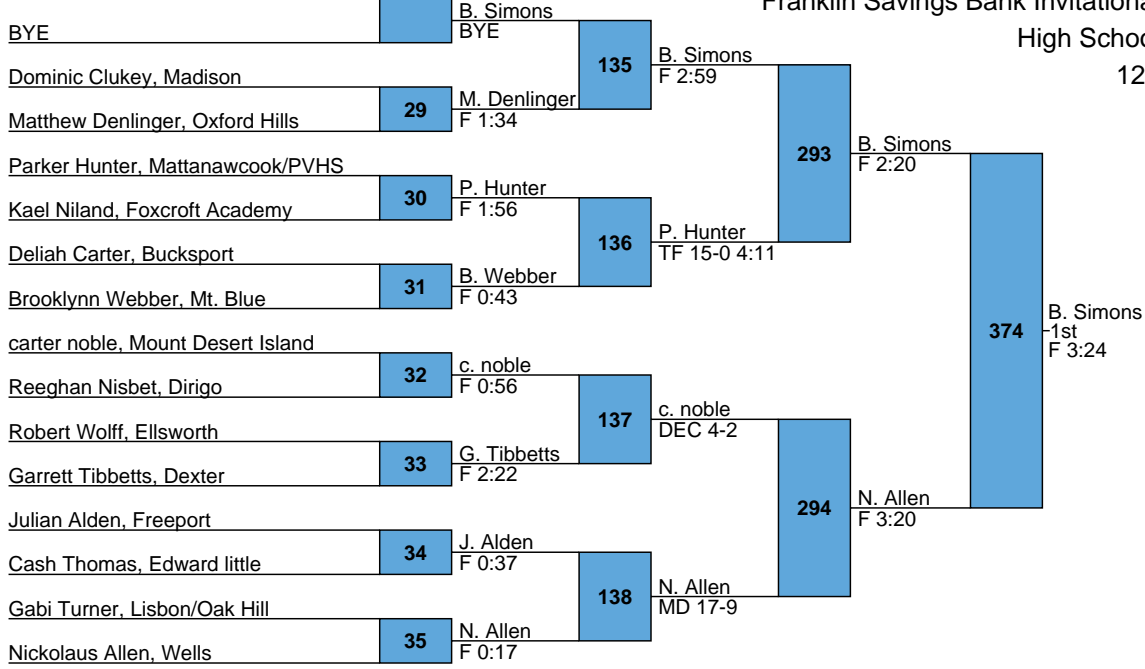 Franklin Savings Bank Invitational
High School
12
BYE
B. Simons
BYE
Dominic Clukey, Madison
29
Matthew Denlinger, Oxford Hills
M. Denlinger
F 1:34
135
B. Simons
F 2:59
Parker Hunter, Mattanawcook/PVHS
30
Kael Niland, Foxcroft Academy
P. Hunter
F 1:56
Deliah Carter, Bucksport
31
Brooklynn Webber, Mt. Blue
B. Webber
F 0:43
136
P. Hunter
TF 15-0 4:11
293
B. Simons
F 2:20
carter noble, Mount Desert Island
32
Reeghan Nisbet, Dirigo
c. noble
F 0:56
Robert Wolff, Ellsworth
33
Garrett Tibbetts, Dexter
G. Tibbetts
F 2:22
137
c. noble
DEC 4-2
Julian Alden, Freeport
34
Cash Thomas, Edward little
J. Alden
F 0:37
Gabi Turner, Lisbon/Oak Hill
35
Nickolaus Allen, Wells
N. Allen
F 0:17
138
N. Allen
MD 17-9
294
N. Allen
F 3:20
374
B. Simons
1st
F 3:24